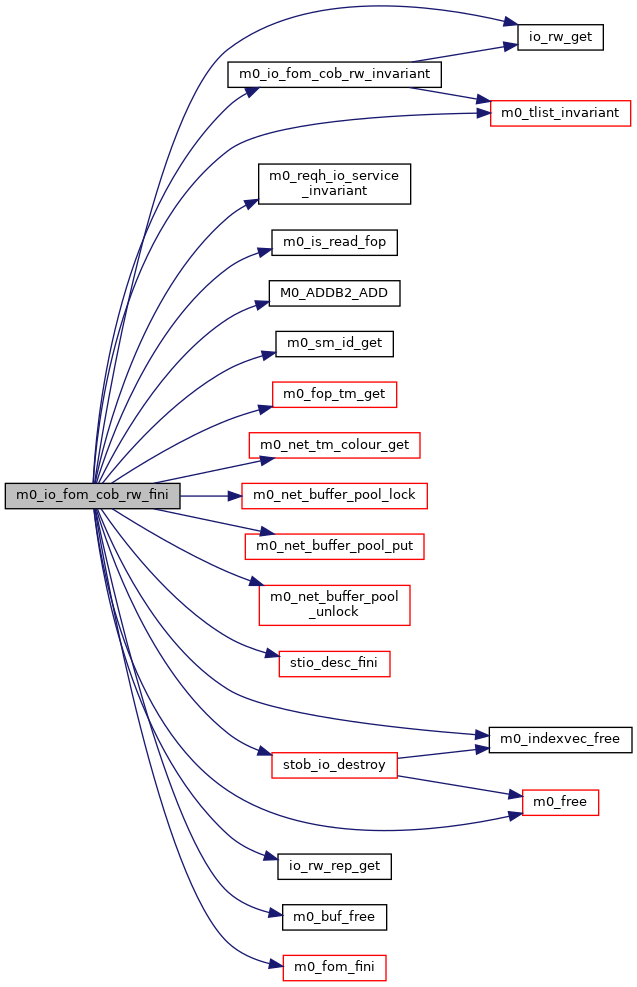 io_rw_get
m0_io_fom_cob_rw_invariant
m0_tlist_invariant
m0_reqh_io_service
_invariant
m0_is_read_fop
M0_ADDB2_ADD
m0_sm_id_get
m0_fop_tm_get
m0_net_tm_colour_get
m0_io_fom_cob_rw_fini
m0_net_buffer_pool_lock
m0_net_buffer_pool_put
m0_net_buffer_pool
_unlock
stio_desc_fini
m0_indexvec_free
stob_io_destroy
m0_free
io_rw_rep_get
m0_buf_free
m0_fom_fini